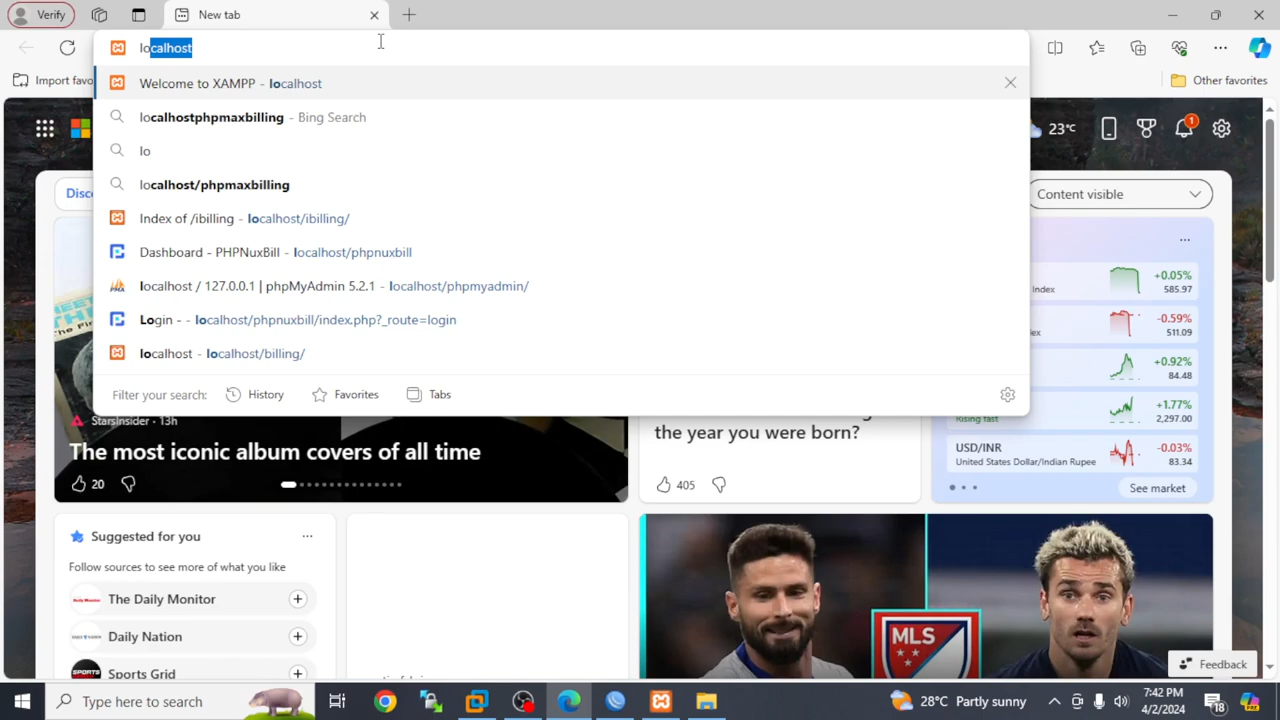 Verify
New tab
localhost
Import favo
Other favorites
Welcome to XAMPP - localhost
localhostphpmaxbilling - Bing Search
lo
localhost/phpmaxbilling
Index of /ibilling - localhost/ibilling/
Dashboard - PHPNuxBill - localhost/phpnuxbill
localhost / 127.0.0.1 | phpMyAdmin 5.2.1 - localhost/phpmyadmin/
Login - - localhost/phpnuxbill/index.php?_route=login
localhost - localhost/billing/
Filter your search:
History
Favorites
Tabs
23°C
1
Disc
Content visible
Index
+0.05%
585.97
-0.59%
511.09
+0.92%
84.48
+1.77%
Rising fast
2,297.00
USD/INR
-0.03%
United States Dollar/Indian Rupee
83.34
See market
StarsInsider · 13h
The most iconic album covers of all time
20
the year you were born?
405
Suggested for you
Follow sources to see more of what you like
The Daily Monitor
Daily Nation
SPORTS
Sports Grid
MLS
Feedback
Type here to search
28°C Partly sunny
7:42 PM
4/2/2024
18